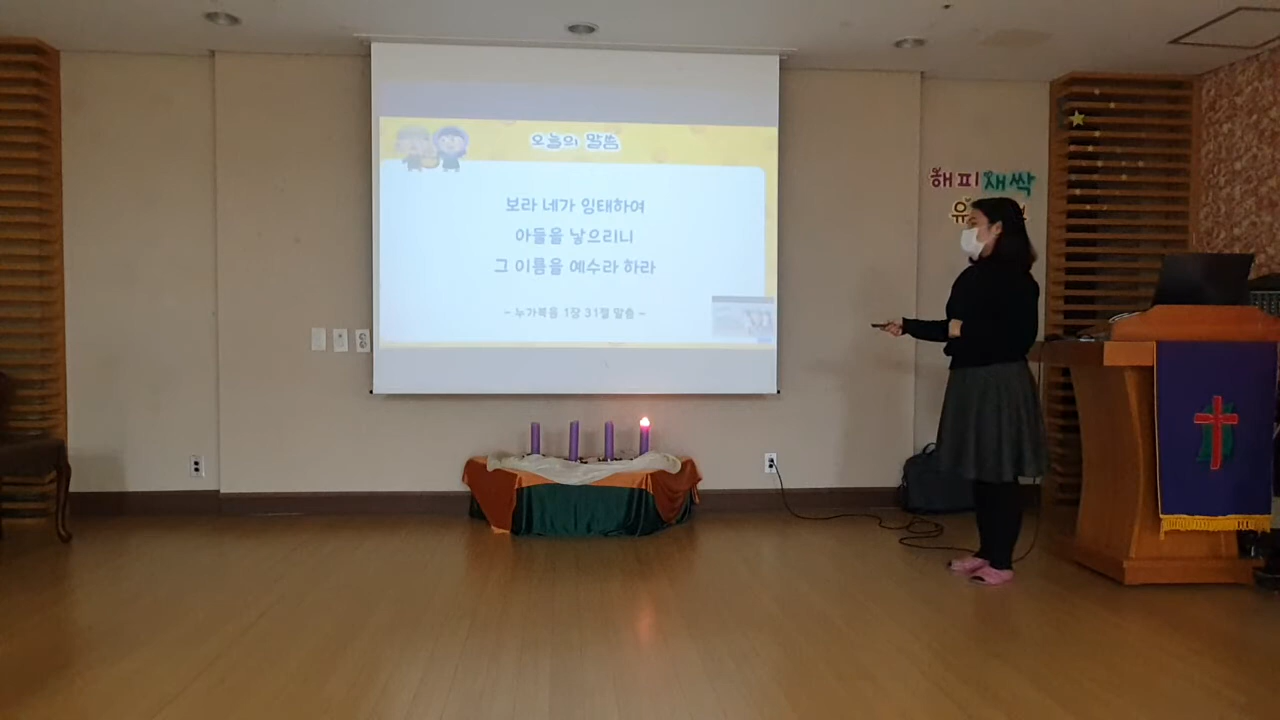 오늘의 말씀
보라 네가 잉태하여
아들을 낳으리니
그 이름을 예수라 하라
~ 누가복음 1장 31절 말씀 ~
해피새싹
유